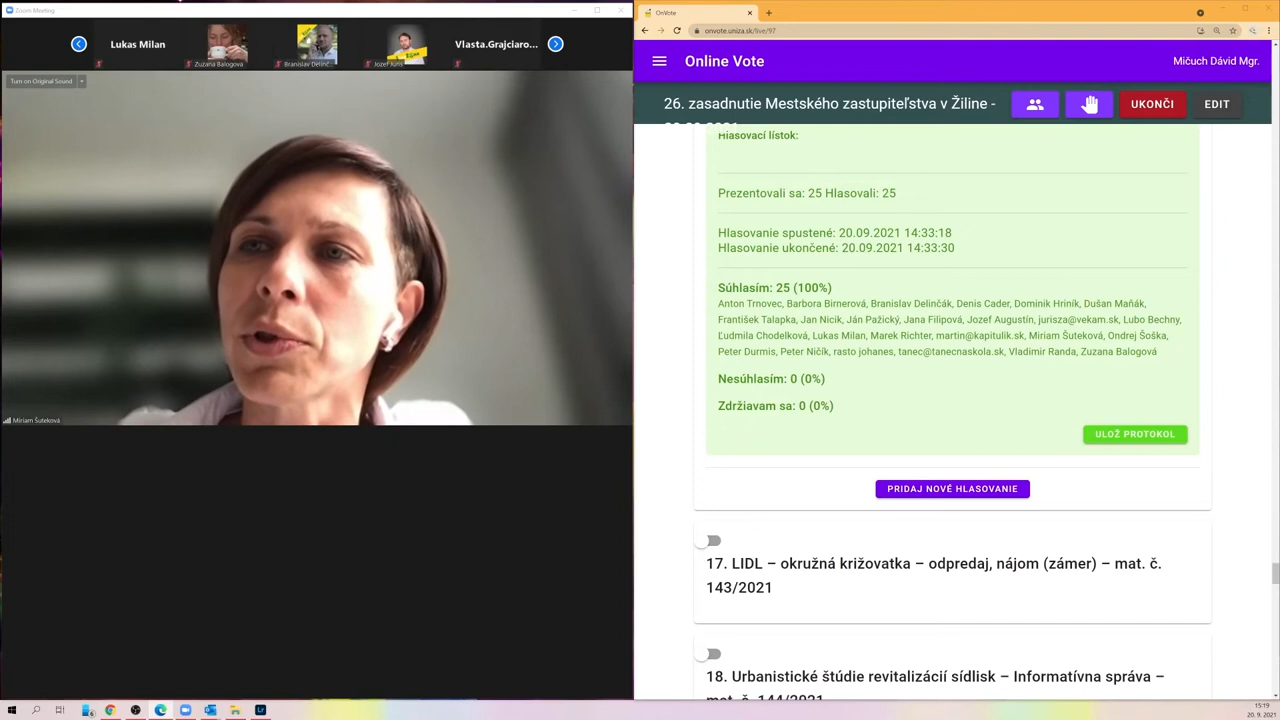 Zoom Meeting
Lukas Milan
Zuzana Balogova
Branislav Delinč...
Jozef Juris
Vlasta.Grajciaro...
Turn on Original Sound
Miriam Šuteková
OnVote
onvote.uniza.sk/live/97
Online Vote
Mičuch Dávid Mgr.
26. zasadnutie Mestského zastupiteľstva v Žiline -
UKONČI
EDIT
Hlasovací lístok:
Prezentovali sa: 25 Hlasovali: 25
Hlasovanie spustené: 20.09.2021 14:33:18
Hlasovanie ukončené: 20.09.2021 14:33:30
Súhlasím: 25 (100%)
Anton Trnovec, Barbora Birnerová, Branislav Delinčák, Denis Cader, Dominik Hriník, Dušan Maňák,
František Talapka, Jan Nicik, Ján Pažický, Jana Filipová, Jozef Augustín, jurisza@vekam.sk, Lubo Bechny,
Ľudmila Chodelková, Lukas Milan, Marek Richter, martin@kapitulik.sk, Miriam Šuteková, Ondrej Šoška,
Peter Durmis, Peter Ničík, rasto johanes, tanec@tanecnaskola.sk, Vladimir Randa, Zuzana Balogová
Nesúhlasím: 0 (0%)
Zdržiavam sa: 0 (0%)
ULOŽ PROTOKOL
PRIDAJ NOVÉ HLASOVANIE
17. LIDL – okružná križovatka – odpredaj, nájom (zámer) – mat. č.
143/2021
18. Urbanistické štúdie revitalizácií sídlisk – Informatívna správa –
mat. č. 144/2021
15:19
20. 9. 2021